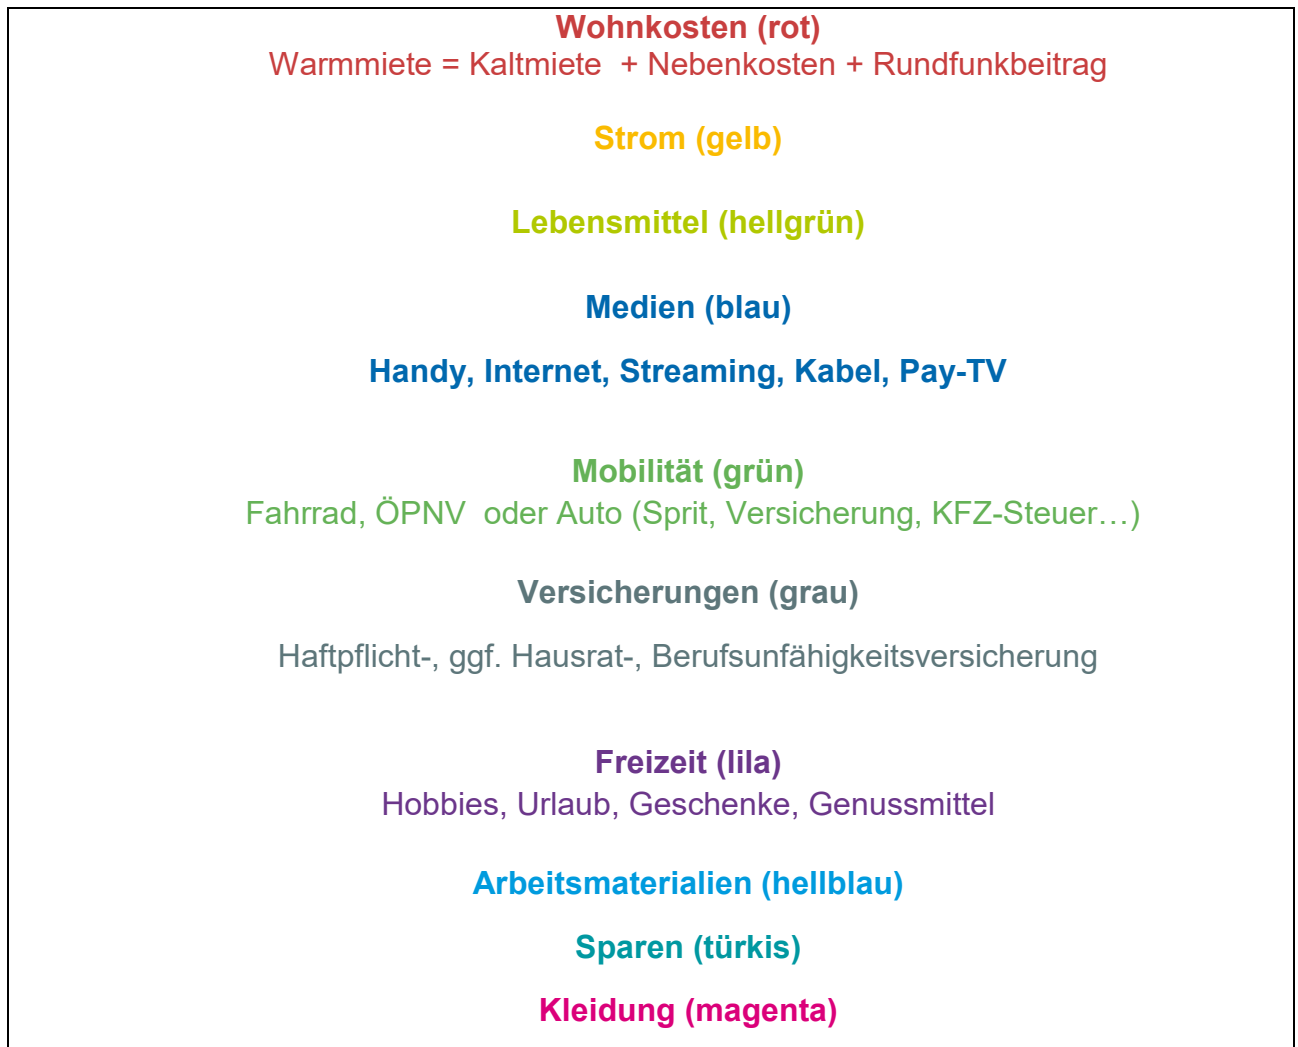 Wohnkosten (rot)
Warmmiete = Kaltmiete + Nebenkosten + Rundfunkbeitrag
Strom (gelb)
Lebensmittel (hellgrün)
Medien (blau)
Handy, Internet, Streaming, Kabel, Pay-TV
Mobilität (grün)
Fahrrad, ÖPNV oder Auto (Sprit, Versicherung, KFZ-Steuer…)
Versicherungen (grau)
Haftpflicht-, ggf. Hausrat-, Berufsunfähigkeitsversicherung
Freizeit (lila)
Hobbies, Urlaub, Geschenke, Genussmittel
Arbeitsmaterialien (hellblau)
Sparen (türkis)
Kleidung (magenta)